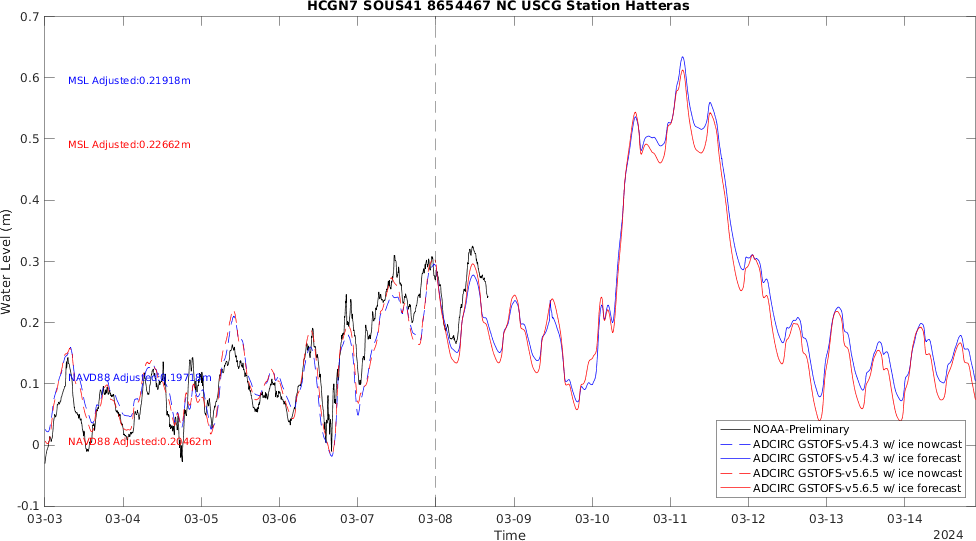 HCGN7 SOUS41 8654467 NC USCG Station Hatteras
0.7
0.6
0.5
0.4
0.3
0.2
0.1
0
-0.1
Water Level (m)
MSL Adjusted:0.21918m
MSL Adjusted:0.22662m
NAVD88 Adjusted:0.19718m
NAVD88 Adjusted:0.20462m
NOAA-Preliminary
ADCIRC GSTOFS-v5.4.3 w/ ice nowcast
ADCIRC GSTOFS-v5.4.3 w/ ice forecast
ADCIRC GSTOFS-v5.6.5 w/ ice nowcast
ADCIRC GSTOFS-v5.6.5 w/ ice forecast
03-03 03-04 03-05 03-06 03-07 03-08 03-09 03-10 03-11 03-12 03-13 03-14
Time
2024